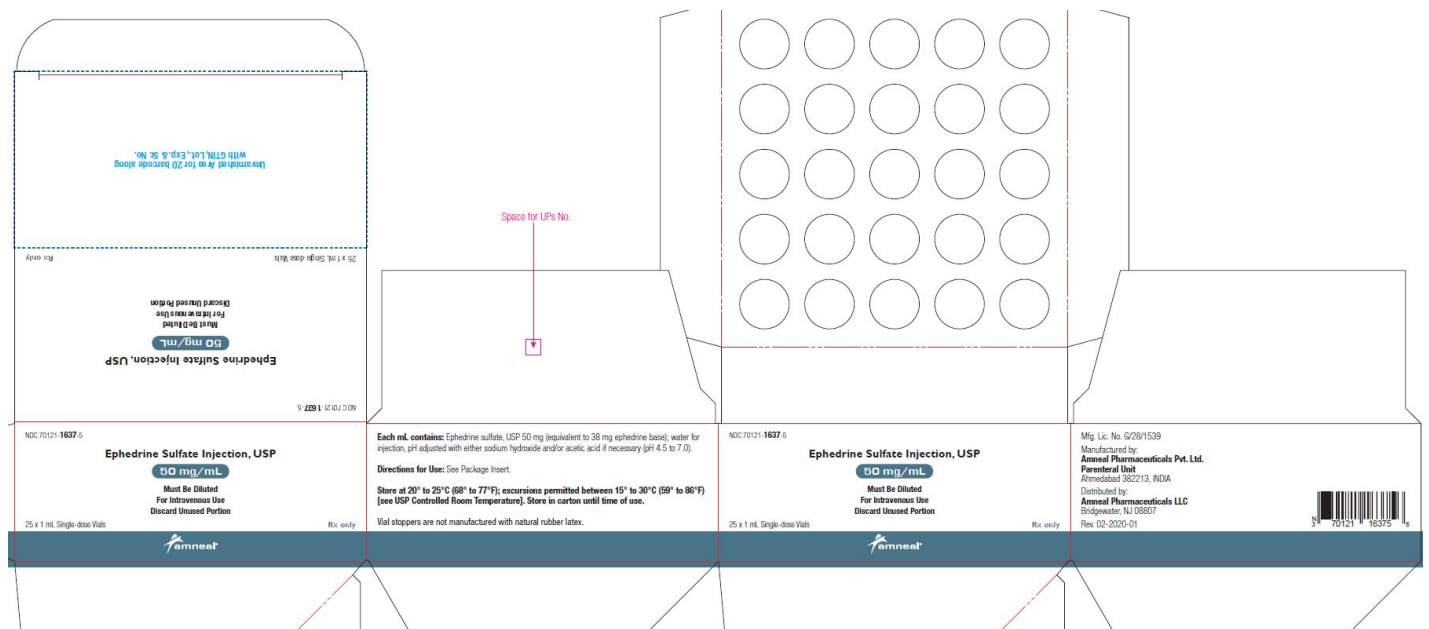 Unvarnished Area for 2D barcode along
with GTIN, Lot., Exp. & Sr. No.
25 x 1 mL Single-dose Vials
Rx only
Discard Unused Portion
For Intravenous Use
Must Be Diluted
50 mg/mL
Ephedrine Sulfate Injection, USP
NDC 70121-1637-5
Space for UPs No.
NDC 70121-1637-5
Ephedrine Sulfate Injection, USP
50 mg/mL
Must Be Diluted
For Intravenous Use
Discard Unused Portion
25 x 1 mL Single-dose Vials
Rx only
amneal
Each mL contains: Ephedrine sulfate, USP 50 mg (equivalent to 38 mg ephedrine base); water for
injection, pH adjusted with either sodium hydroxide and/or acetic acid if necessary (pH 4.5 to 7.0).
Directions for Use: See Package Insert.
Store at 20° to 25°C (68° to 77°F); excursions permitted between 15° to 30°C (59° to 86°F)
[see USP Controlled Room Temperature]. Store in carton until time of use.
Vial stoppers are not manufactured with natural rubber latex.
NDC 70121-1637-5
Ephedrine Sulfate Injection, USP
50 mg/mL
Must Be Diluted
For Intravenous Use
Discard Unused Portion
25 x 1 mL Single-dose Vials
Rx only
amneal
Mfg. Lic. No. G/28/1539
Manufactured by:
Amneal Pharmaceuticals Pvt. Ltd.
Parenteral Unit
Ahmedabad 382213, INDIA
Distributed by:
Amneal Pharmaceuticals LLC
Bridgewater, NJ 08807
Rev. 02-2020-01
N
3 70121 16375 6